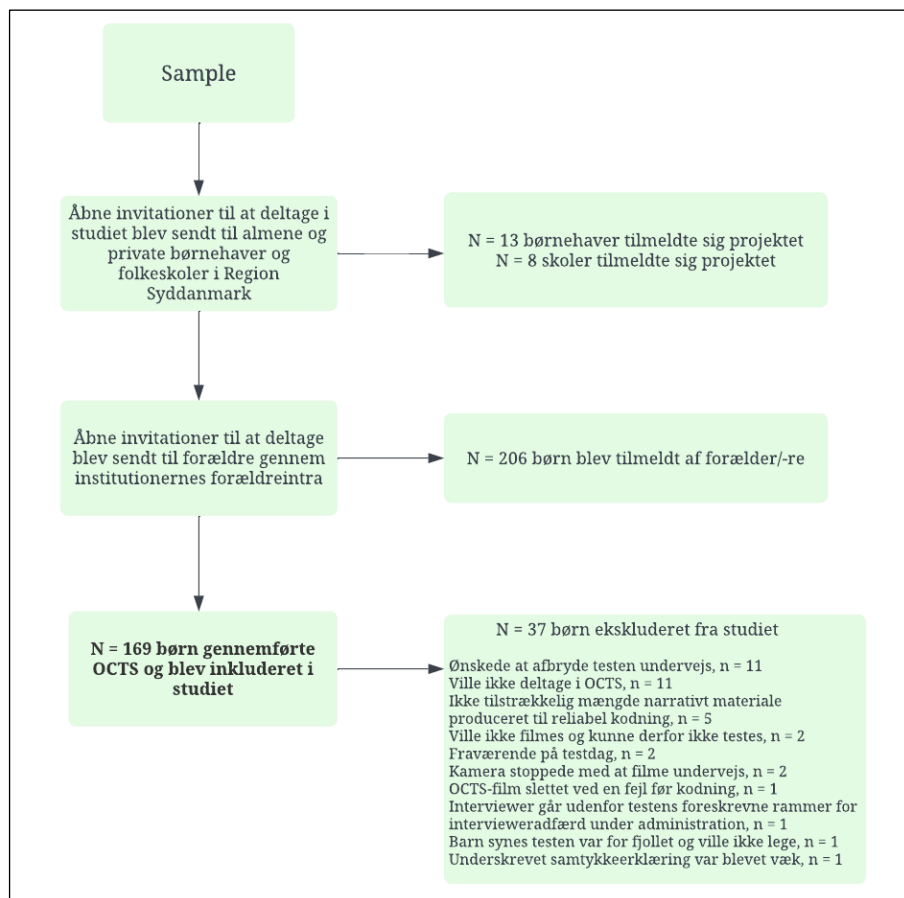 Sample
Åbne invitationer til at deltage i
studiet blev sendt til almene og
private børnehaver og
folkeskoler i Region
Syddanmark
N = 13 børnehaver tilmeldte sig projektet
N = 8 skoler tilmeldte sig projektet
Åbne invitationer til at deltage
blev sendt til forældre gennem
institutionernes forældreintra
N = 206 børn blev tilmeldt af forælder/-re
N = 169 børn gennemførte
OCTS og blev inkluderet i
studiet
N = 37 børn ekskluderet fra studiet
Ønskede at afbryde testen undervejs, n = 11
Ville ikke deltage i OCTS, n = 11
Ikke tilstrækkelig mængde narrativt materiale
produceret til reliabel kodning, n = 5
Ville ikke filmes og kunne derfor ikke testes, n = 2
Fraværende på testdag, n = 2
Kamera stoppede med at filme undervejs, n = 2
OCTS-film slettet ved en fejl før kodning, n = 1
Interviewer går udenfor testens foreskrevne rammer for
intervieweradfærd under administration, n = 1
Barn synes testen var for fjollet og ville ikke lege, n = 1
Underskrevet samtykkeerklæring var blevet væk, n = 1